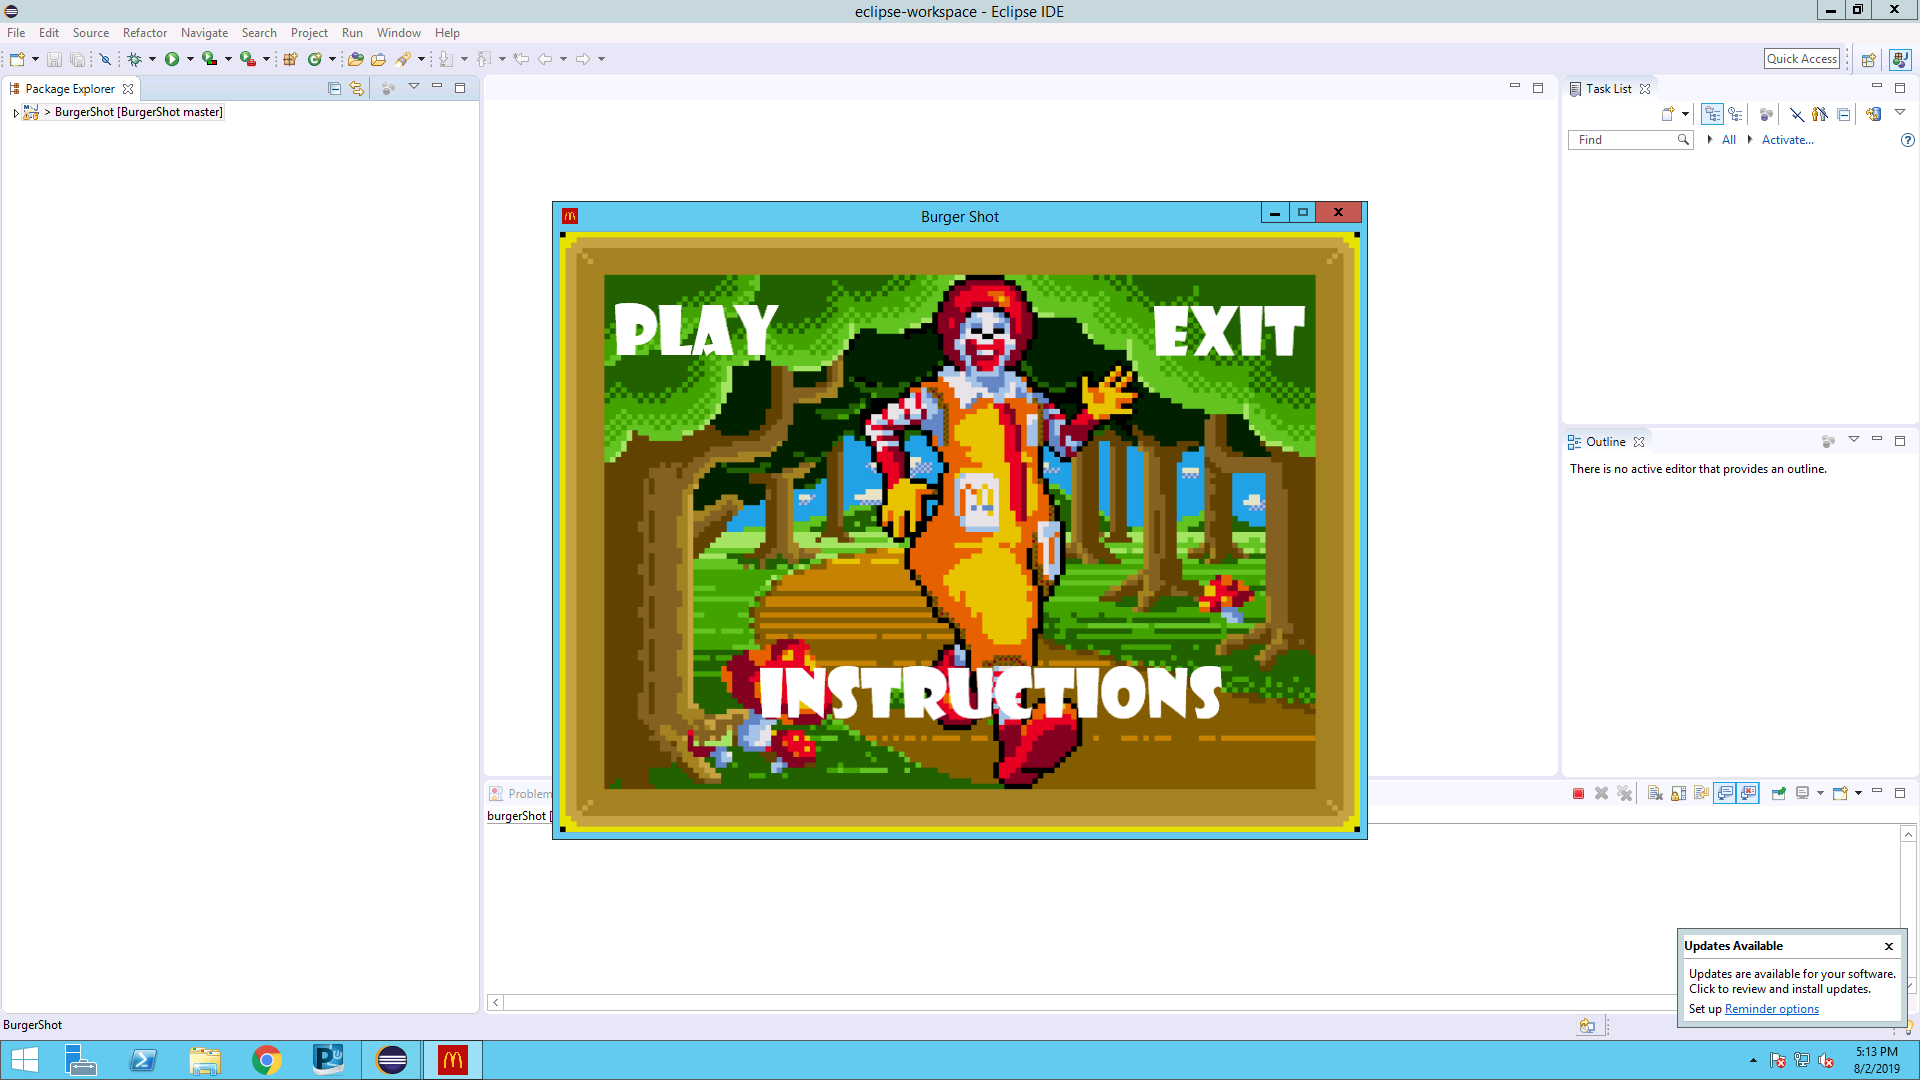 eclipse-workspace - Eclipse IDE
File Edit Source Refactor Navigate Search Project Run Window Help
Quick Access
Package Explorer
> BurgerShot [BurgerShot master]
Task List
Find
All
Activate...
Burger Shot
PLAY
EXIT
INSTRUCTIONS
Outline
There is no active editor that provides an outline.
Problem
burgerShot [
Updates Available
Updates are available for your software.
Click to review and install updates.
Set up Reminder options
BurgerShot
5:13 PM
8/2/2019